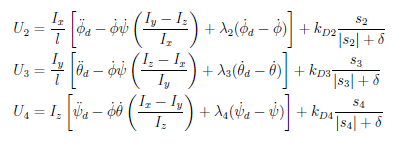 U_2 = \frac{I_x}{l} \left[ \ddot{\phi}_d - \dot{\phi}\dot{\psi} \left( \frac{I_y - I_z}{I_x} \right) + \lambda_2(\dot{\phi}_d - \dot{\phi}) \right] + k_{D2} \frac{s_2}{|s_2| + \delta}
U_3 = \frac{I_y}{l} \left[ \ddot{\theta}_d - \dot{\phi}\dot{\psi} \left( \frac{I_z - I_x}{I_y} \right) + \lambda_3(\dot{\theta}_d - \dot{\theta}) \right] + k_{D3} \frac{s_3}{|s_3| + \delta}
U_4 = I_z \left[ \ddot{\psi}_d - \dot{\phi}\dot{\theta} \left( \frac{I_x - I_y}{I_z} \right) + \lambda_4(\dot{\psi}_d - \dot{\psi}) \right] + k_{D4} \frac{s_4}{|s_4| + \delta}